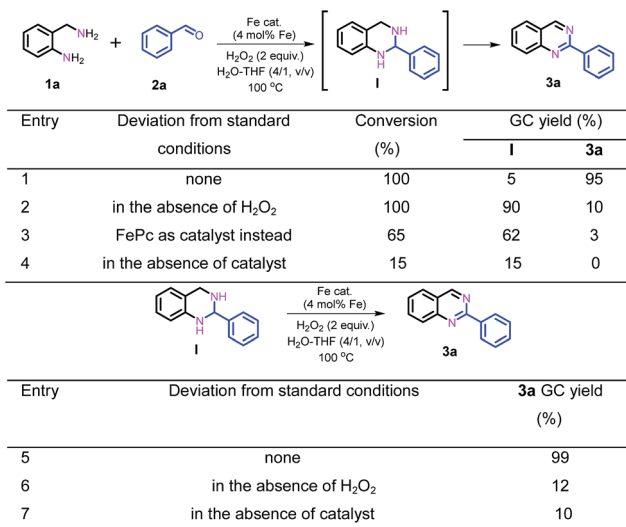 Fe cat.
(4 mol% Fe)
H₂O₂ (2 equiv.)
H₂O-THF (4/1, v/v)
100 °C
NH₂
NH₂
+
O
NH
N
H
N
N
1a
2a
I
3a
Entry Deviation from standard conditions Conversion (%) GC yield (%)
I 3a
1 none 100 5 95
2 in the absence of H₂O₂ 100 90 10
3 FePc as catalyst instead 65 62 3
4 in the absence of catalyst 15 15 0
Fe cat.
(4 mol% Fe)
H₂O₂ (2 equiv.)
H₂O-THF (4/1, v/v)
100 °C
NH
N
H
N
N
I
3a
Entry Deviation from standard conditions 3a GC yield
(%)
5 none 99
6 in the absence of H₂O₂ 12
7 in the absence of catalyst 10